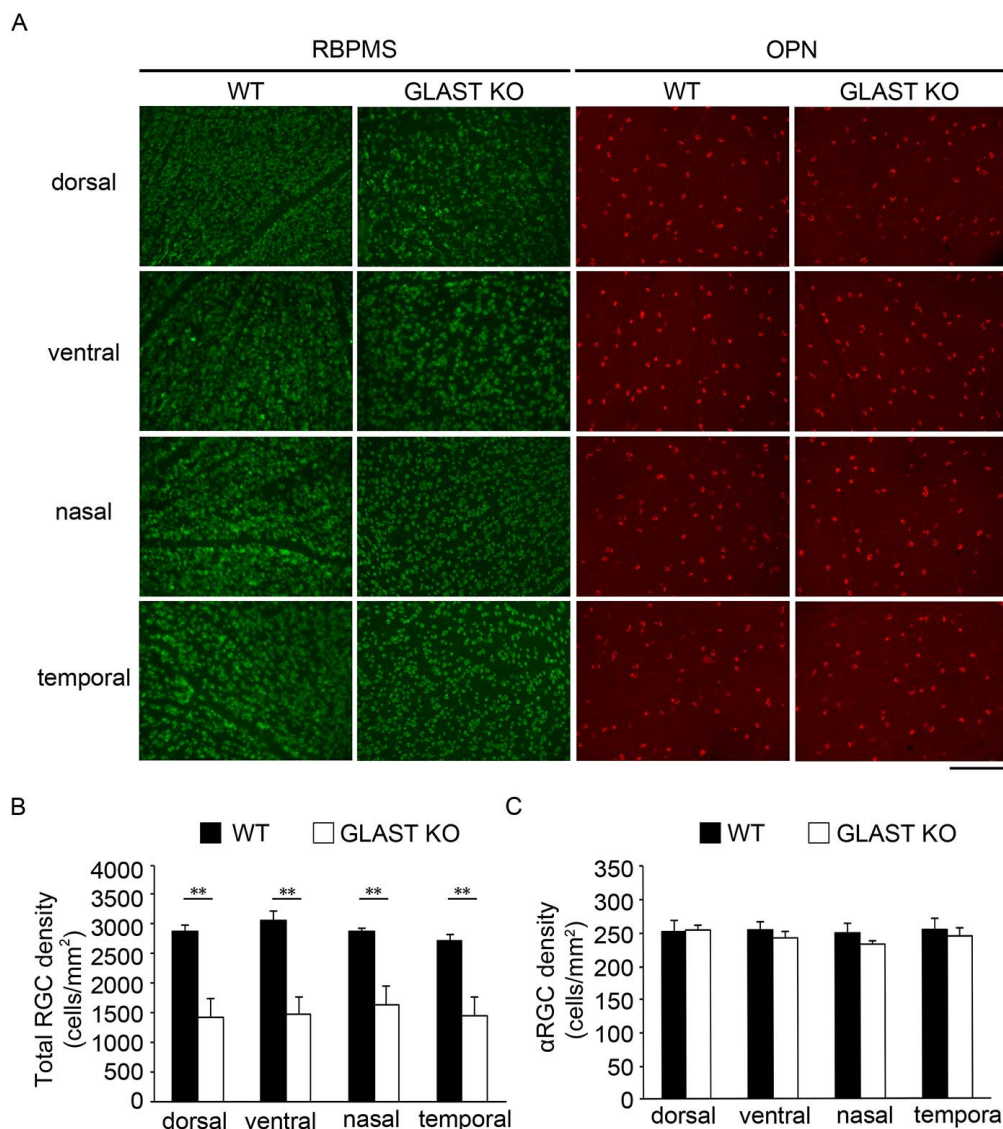 A
RBPMS OPN
WT GLAST KO WT GLAST KO
dorsal
ventral
nasal
temporal
B
WT GLAST KO
Total RGC density
(cells/mm²)
4000
3500
3000
2500
2000
1500
1000
500
0
** ** ** **
dorsal ventral nasal temporal
C
WT GLAST KO
αRGC density
(cells/mm²)
350
300
250
200
150
100
50
0
dorsal ventral nasal tempora